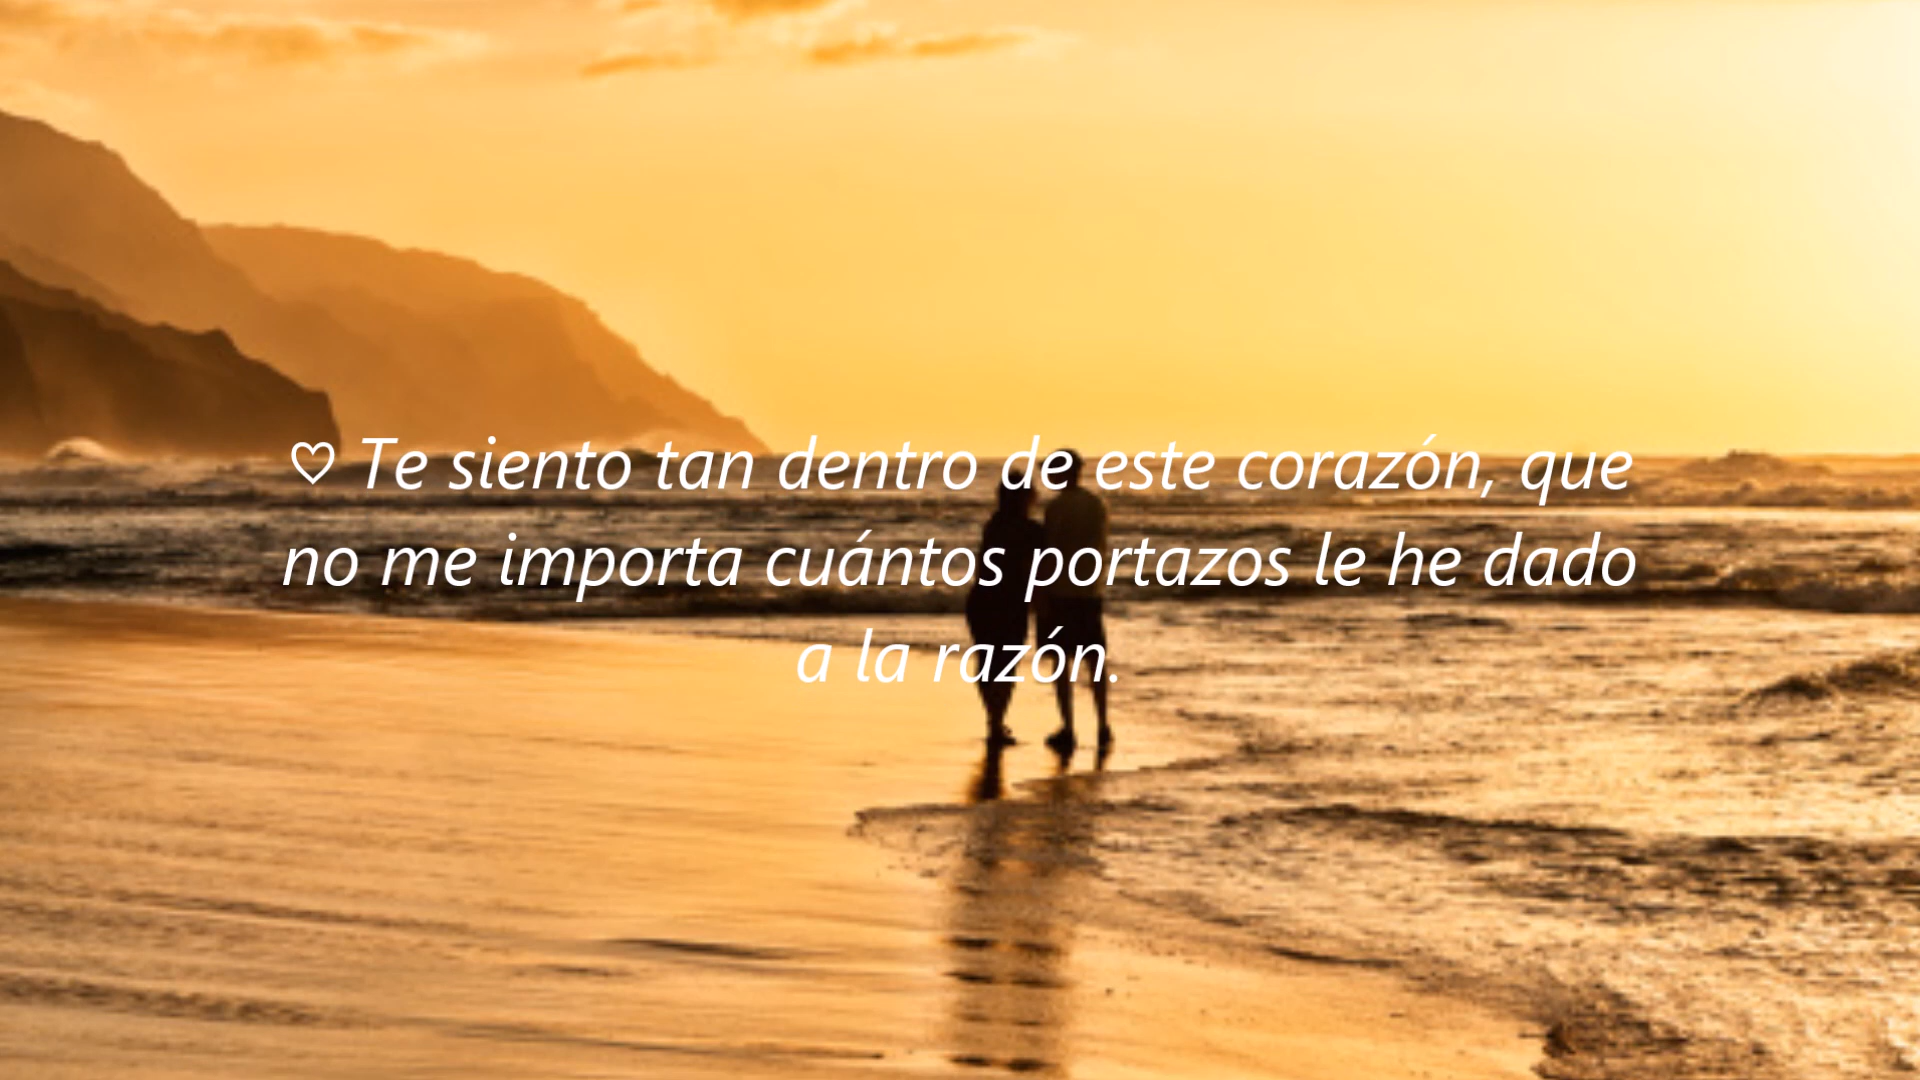 ♡ Te siento tan dentro de este corazón, que
no me importa cuántos portazos le he dado
a la razón.